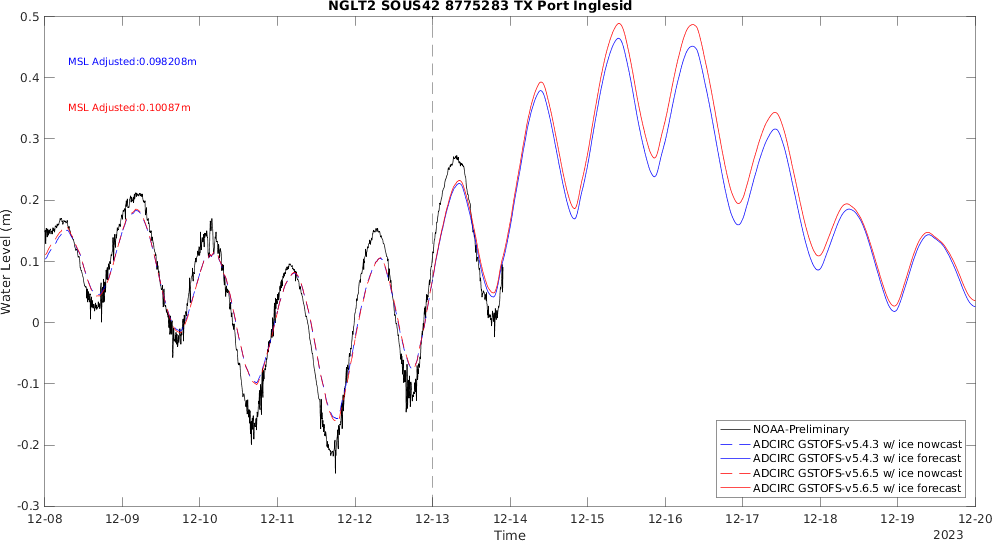 NGLT2 SOUS42 8775283 TX Port Inglesid
0.5
MSL Adjusted:0.098208m
0.4
MSL Adjusted:0.10087m
0.3
0.2
0.1
0
-0.1
-0.2
-0.3
Water Level (m)
NOAA-Preliminary
ADCIRC GSTOFS-v5.4.3 w/ ice nowcast
ADCIRC GSTOFS-v5.4.3 w/ ice forecast
ADCIRC GSTOFS-v5.6.5 w/ ice nowcast
ADCIRC GSTOFS-v5.6.5 w/ ice forecast
12-08 12-09 12-10 12-11 12-12 12-13 12-14 12-15 12-16 12-17 12-18 12-19 12-20
Time
2023